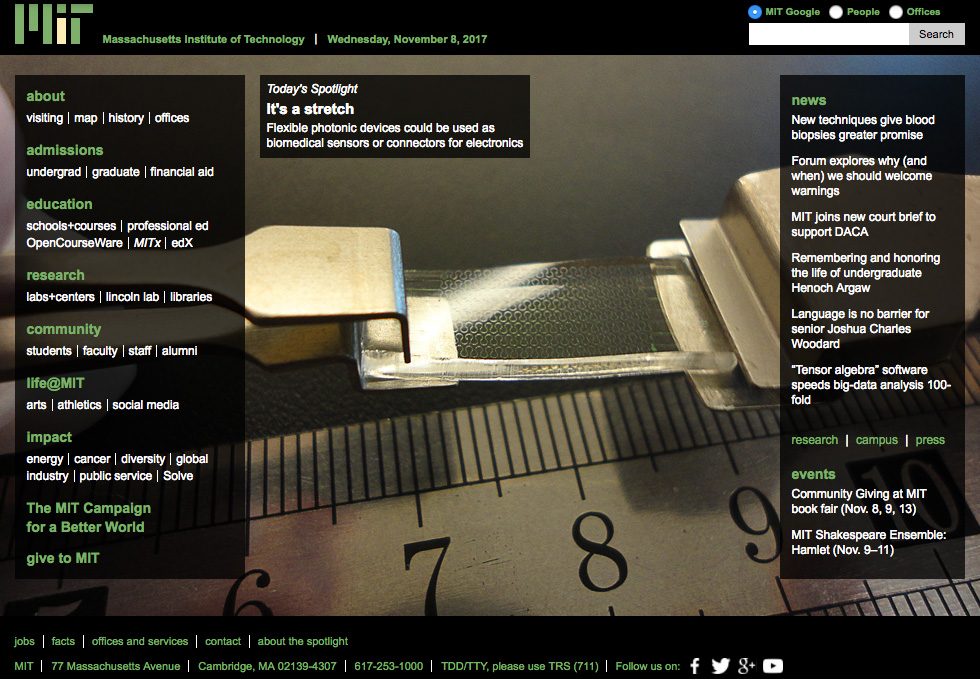 MIT
MIT Google People Offices
Massachusetts Institute of Technology | Wednesday, November 8, 2017
Search
about
visiting | map | history | offices
admissions
undergrad | graduate | financial aid
education
schools+courses | professional ed
OpenCourseWare | MITx | edX
research
labs+centers | lincoln lab | libraries
community
students | faculty | staff | alumni
life@MIT
arts | athletics | social media
impact
energy | cancer | diversity | global
industry | public service | Solve
The MIT Campaign
for a Better World
give to MIT
Today's Spotlight
It's a stretch
Flexible photonic devices could be used as
biomedical sensors or connectors for electronics
news
New techniques give blood
biopsies greater promise
Forum explores why (and
when) we should welcome
warnings
MIT joins new court brief to
support DACA
Remembering and honoring
the life of undergraduate
Henoch Argaw
Language is no barrier for
senior Joshua Charles
Woodard
"Tensor algebra" software
speeds big-data analysis 100-
fold
research | campus | press
events
Community Giving at MIT
book fair (Nov. 8, 9, 13)
MIT Shakespeare Ensemble:
Hamlet (Nov. 9–11)
6 7 8 9 10
jobs | facts | offices and services | contact | about the spotlight
MIT | 77 Massachusetts Avenue | Cambridge, MA 02139-4307 | 617-253-1000 | TDD/TTY, please use TRS (711) | Follow us on: